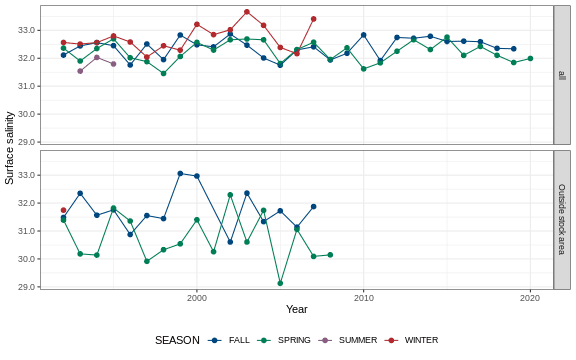 33.0
32.0
31.0
30.0
29.0
all
Surface salinity
33.0
32.0
31.0
30.0
29.0
Outside stock area
2000 2010 2020
Year
SEASON FALL SPRING SUMMER WINTER